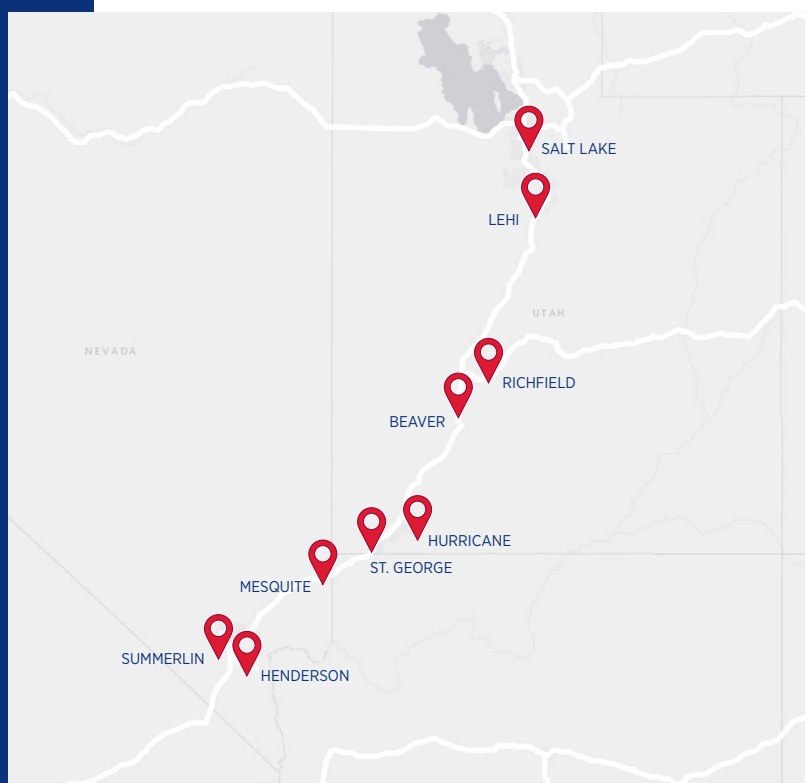 SALT LAKE
LEHI
UTAH
NEVADA
RICHFIELD
BEAVER
HURRICANE
ST. GEORGE
MESQUITE
SUMMERLIN
HENDERSON